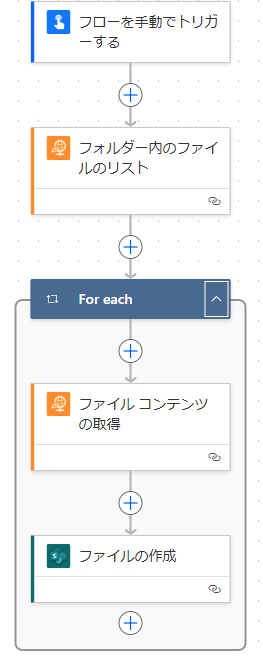 フローを手動でトリガ
ーする
フォルダー内のファイ
ルのリスト
For each
ファイル コンテンツ
の取得
ファイルの作成